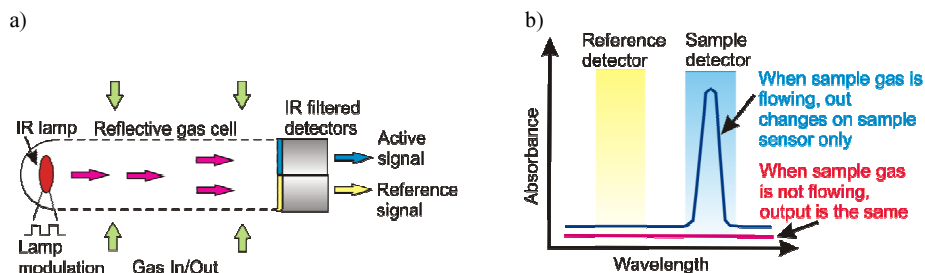 a)
IR lamp
Reflective gas cell
IR filtered
detectors
Active
signal
Reference
signal
Lamp
modulation
Gas In/Out
b)
Absorbance
Reference
detector
Sample
detector
When sample gas is
flowing, out
changes on sample
sensor only
When sample gas
is not flowing,
output is the same
Wavelength